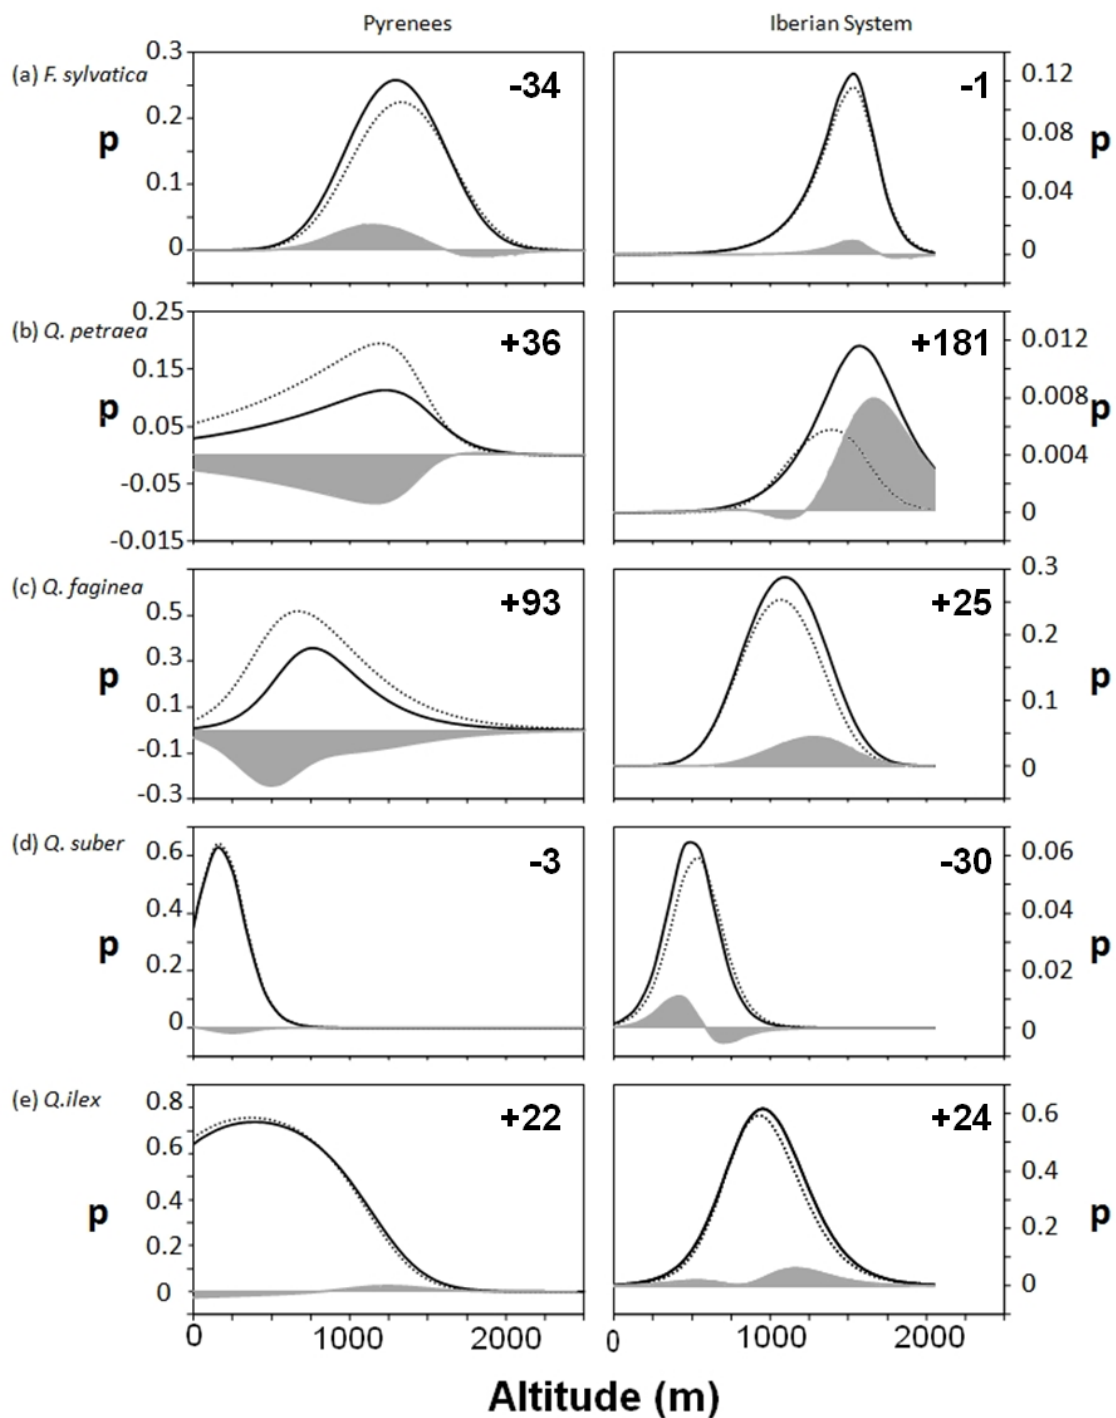 Pyrenees Iberian System
(a) F. sylvatica
0.3
0.2
0.1
0
p
-34
-1
0.12
0.08
0.04
0
p
(b) Q. petraea
0.25
0.15
0.05
-0.05
-0.015
p
+36
+181
0.012
0.008
0.004
0
p
(c) Q. faginea
0.5
0.3
0.1
-0.1
-0.3
p
+93
+25
0.3
0.2
0.1
0
p
(d) Q. suber
0.6
0.4
0.2
0
p
-3
-30
0.06
0.04
0.02
0
p
(e) Q.ilex
0.8
0.6
0.4
0.2
0
p
+22
+24
0.6
0.4
0.2
0
p
0 1000 2000 0 1000 2000
Altitude (m)